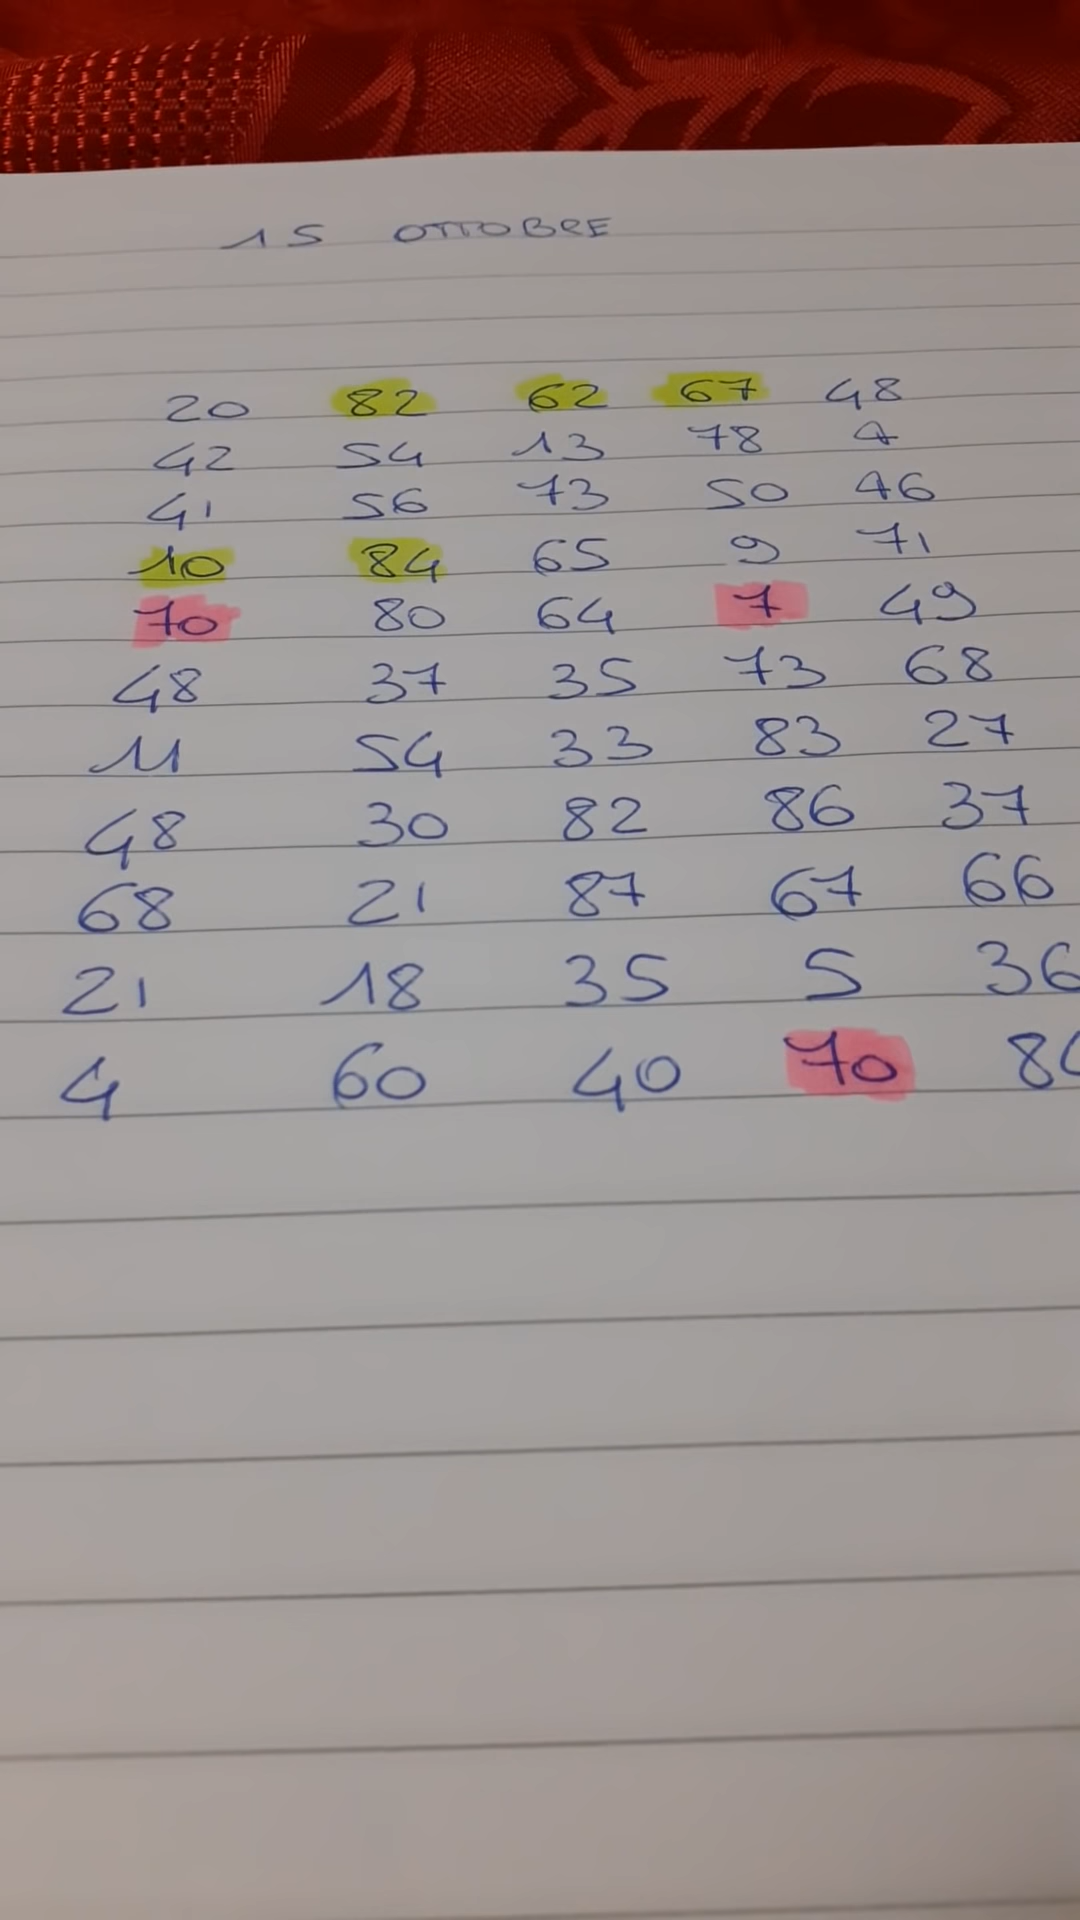 15 OTTOBRE
20 82 62 67 48
42 54 13 78
41 56 73 50 46
10 84 65 9 71
70 80 64 7 49
48 37 35 73 68
11 54 33 83 27
48 30 82 86 37
68 21 87 67 66
21 18 35 5 36
4 60 40 70